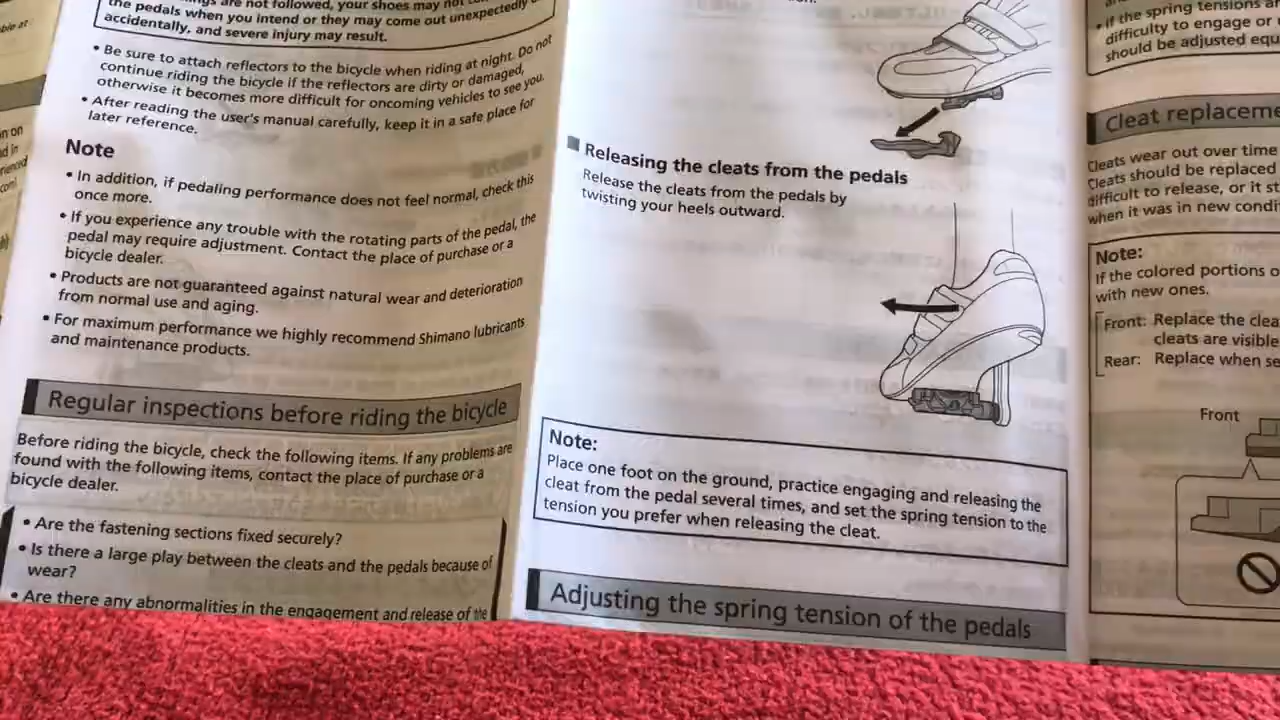 are not followed, your shoes may not
the pedals when you intend or they may come out unexpectedly
accidentally, and severe injury may result.
• Be sure to attach reflectors to the bicycle when riding at night. Do not
continue riding the bicycle if the reflectors are dirty or damaged,
otherwise it becomes more difficult for oncoming vehicles to see you.
• After reading the user's manual carefully, keep it in a safe place for
later reference.
Note
• In addition, if pedaling performance does not feel normal, check this
once more.
• If you experience any trouble with the rotating parts of the pedal, the
pedal may require adjustment. Contact the place of purchase or a
bicycle dealer.
• Products are not guaranteed against natural wear and deterioration
from normal use and aging.
• For maximum performance we highly recommend Shimano lubricants
and maintenance products.
Regular inspections before riding the bicycle
Before riding the bicycle, check the following items. If any problems are
found with the following items, contact the place of purchase or a
bicycle dealer.
• Are the fastening sections fixed securely?
• Is there a large play between the cleats and the pedals because of
wear?
• Are there any abnormalities in the engagement and release of the
■ Releasing the cleats from the pedals
Release the cleats from the pedals by
twisting your heels outward.
Note:
Place one foot on the ground, practice engaging and releasing the
cleat from the pedal several times, and set the spring tension to the
tension you prefer when releasing the cleat.
Adjusting the spring tension of the pedals
• If the spring tensions
difficulty to engage or
should be adjusted
Cleat
Cleats wear out over time
Cleats should be replaced
difficult to release, or it
when it was in new
Note:
If the colored portions
with new ones.
Front: Replace the
cleats are visible
Rear: Replace when
Front